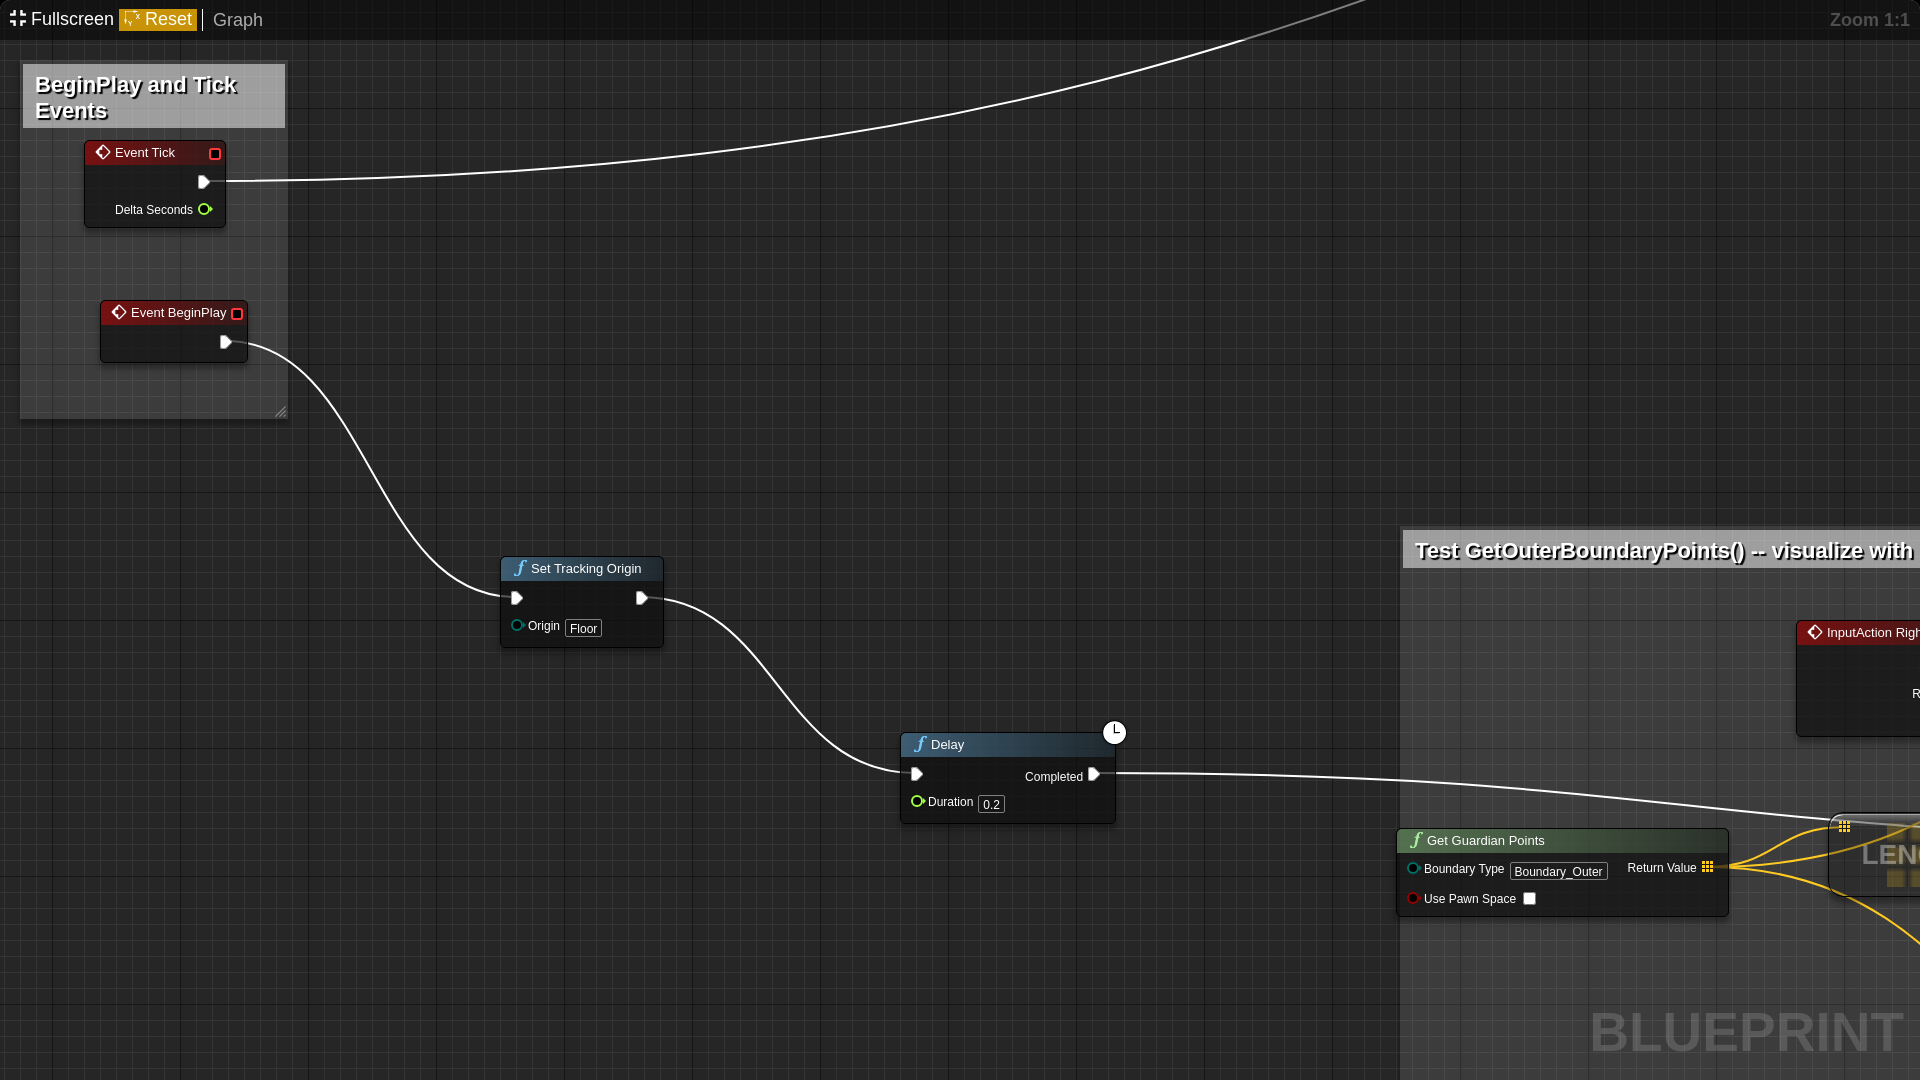 Fullscreen Reset Graph
Zoom 1:1
BeginPlay and Tick
Events
Event Tick
Delta Seconds
Event BeginPlay
Set Tracking Origin
Origin Floor
Test GetOuterBoundaryPoints() -- visualize with
InputAction Righ
R
Delay
Completed
Duration 0.2
Get Guardian Points
Boundary Type Boundary_Outer Return Value
Use Pawn Space
LENG
BLUEPRINT